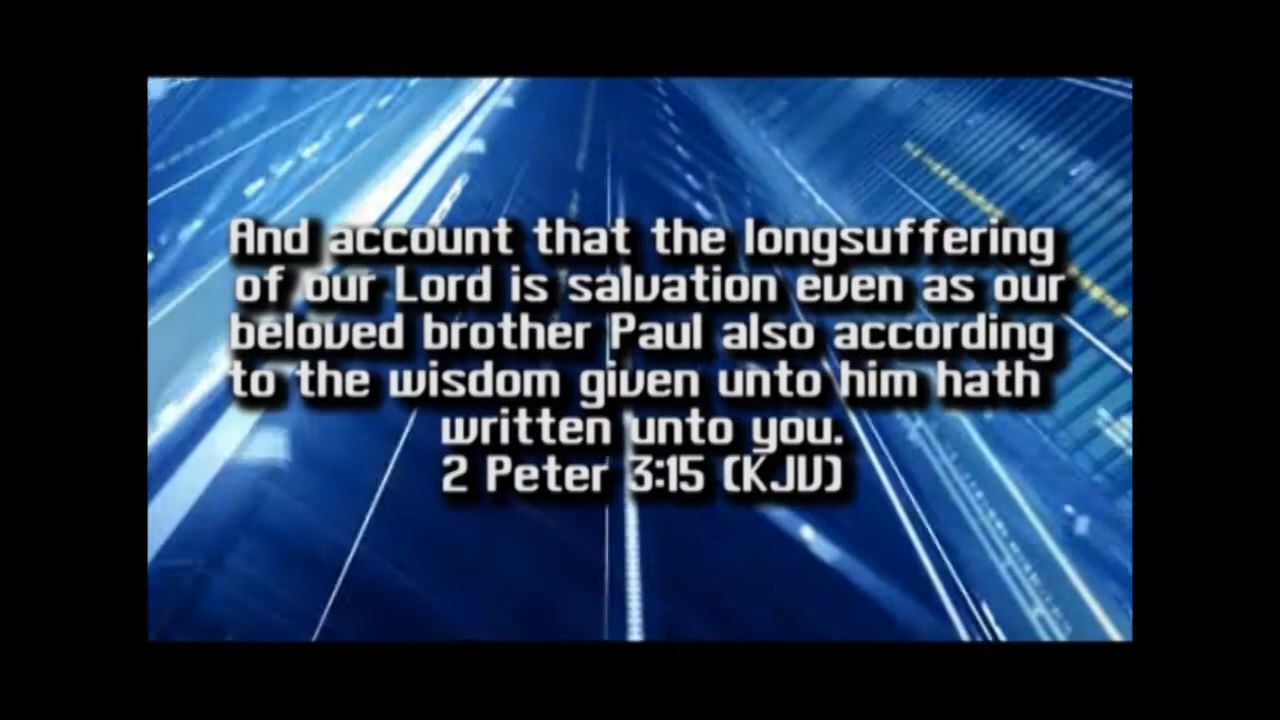 And account that the longsuffering
of our Lord is salvation even as our
beloved brother Paul also according
to the wisdom given unto him hath
written unto you.
2 Peter 3:15 (KJV)